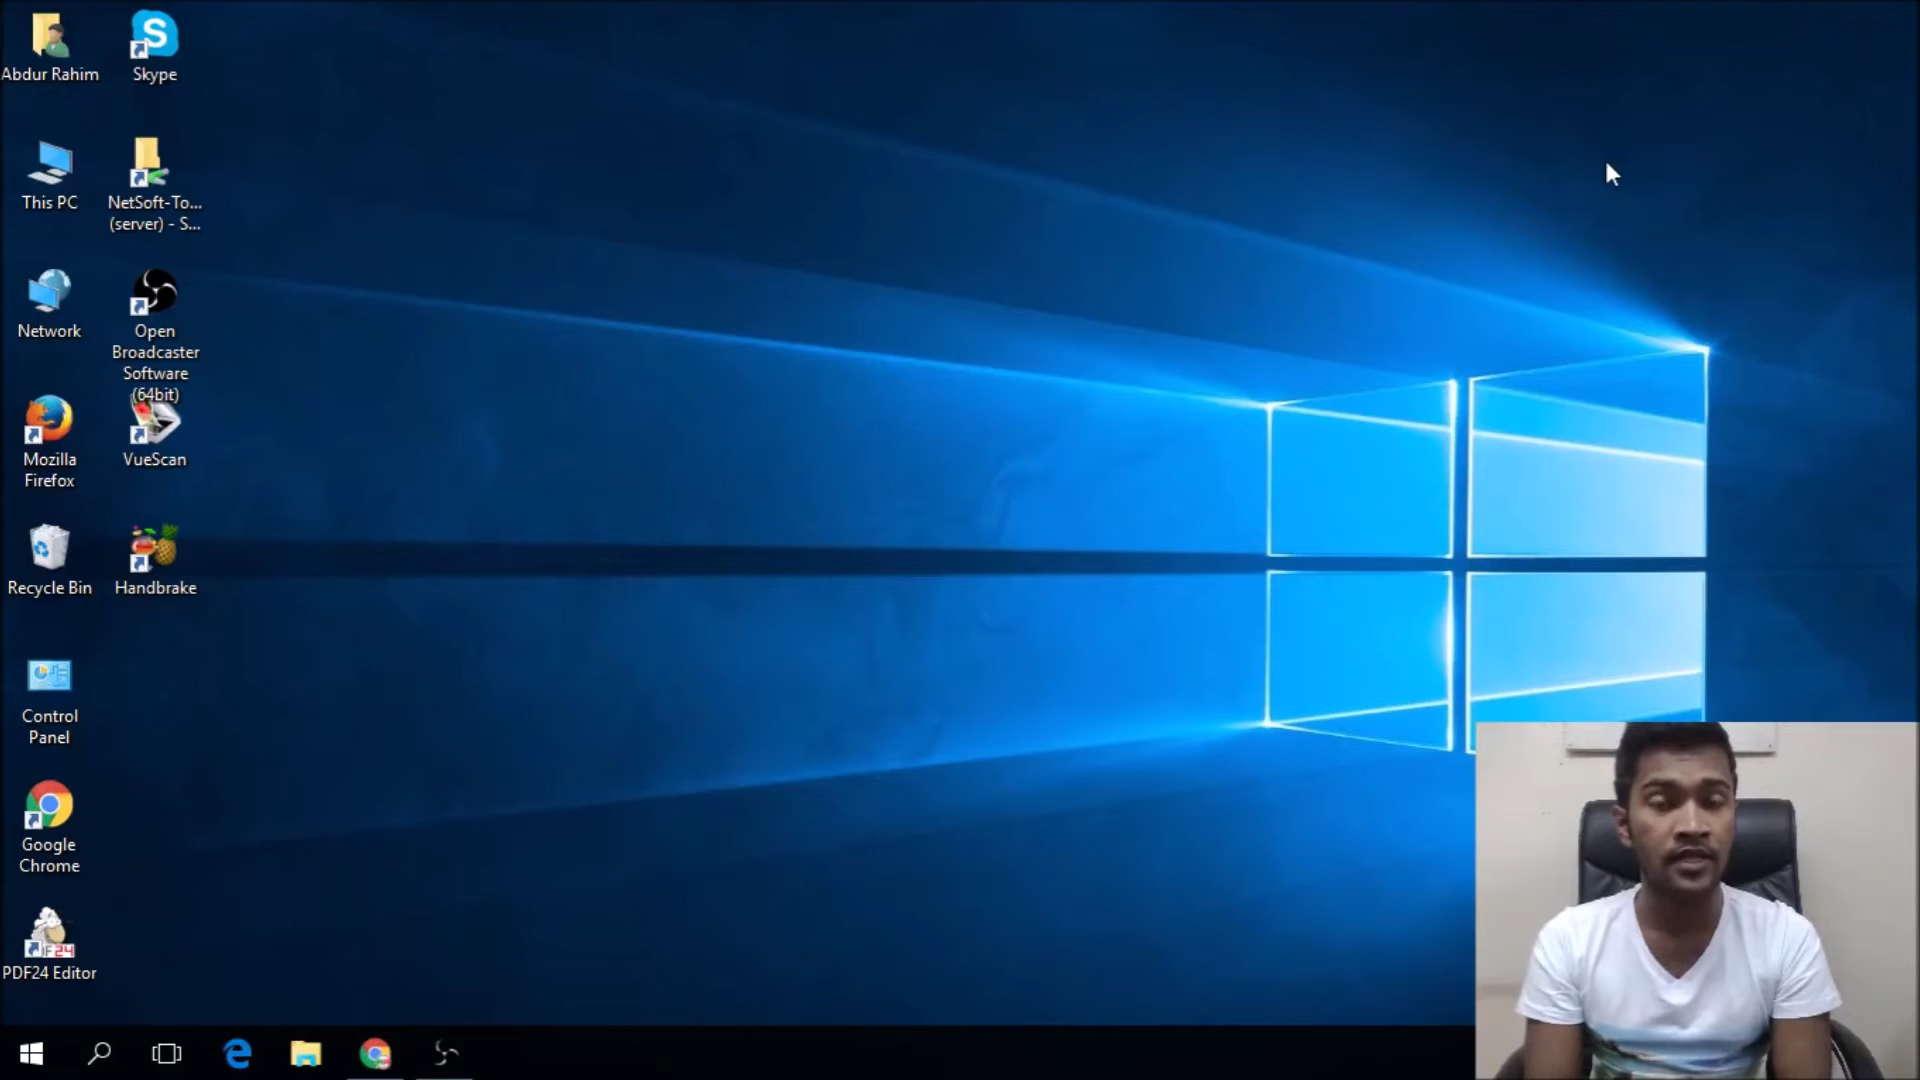 Abdur Rahim
Skype
This PC
NetSoft-To...
(server) - S...
Network
Open
Broadcaster
Software
(64bit)
Mozilla
Firefox
VueScan
Recycle Bin
Handbrake
Control
Panel
Google
Chrome
PDF24 Editor